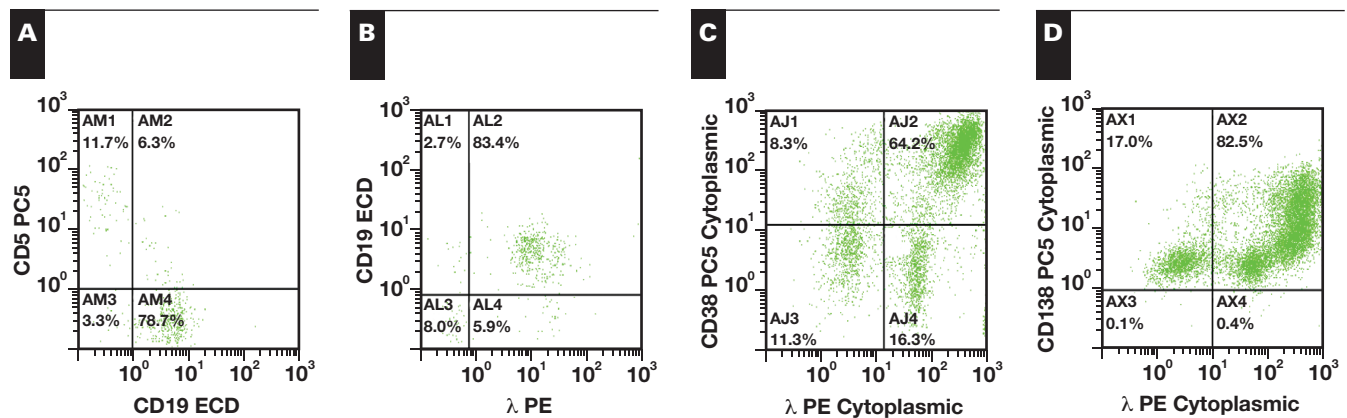 A
CD5 PC5
10³
10²
10¹
10⁰
AM1
11.7%
AM2
6.3%
AM3
3.3%
AM4
78.7%
10⁰ 10¹ 10² 10³
CD19 ECD
B
CD19 ECD
10³
10²
10¹
10⁰
AL1
2.7%
AL2
83.4%
AL3
8.0%
AL4
5.9%
10⁰ 10¹ 10² 10³
λ PE
C
CD38 PC5 Cytoplasmic
10³
10²
10¹
10⁰
AJ1
8.3%
AJ2
64.2%
AJ3
11.3%
AJ4
16.3%
10⁰ 10¹ 10² 10³
λ PE Cytoplasmic
D
CD138 PC5 Cytoplasmic
10³
10²
10¹
10⁰
AX1
17.0%
AX2
82.5%
AX3
0.1%
AX4
0.4%
10⁰ 10¹ 10² 10³
λ PE Cytoplasmic